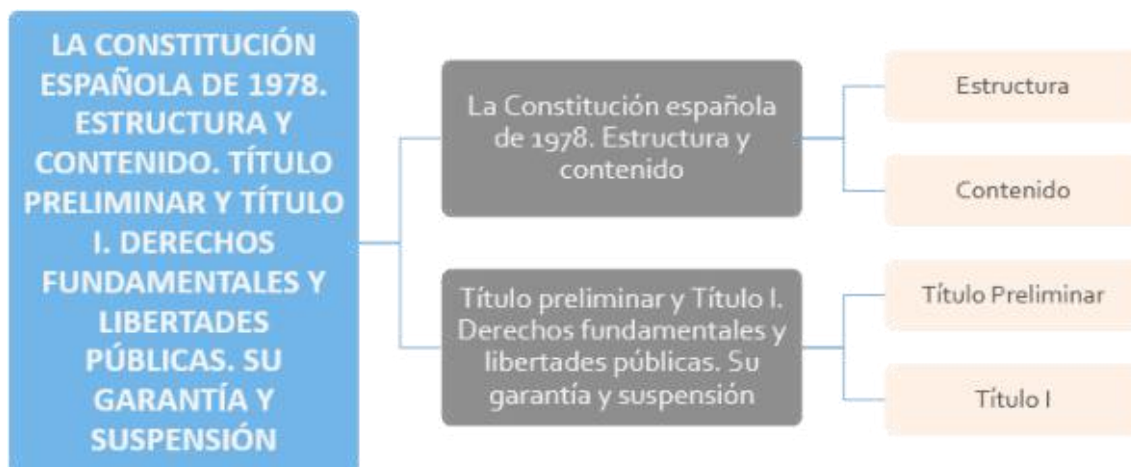 LA CONSTITUCIÓN
ESPAÑOLA DE 1978.
ESTRUCTURA Y
CONTENIDO. TÍTULO
PRELIMINAR Y TÍTULO
I. DERECHOS
FUNDAMENTALES Y
LIBERTADES
PÚBLICAS. SU
GARANTÍA Y
SUSPENSIÓN
La Constitución española
de 1978. Estructura y
contenido
Estructura
Contenido
Título preliminar y Título I.
Derechos fundamentales y
libertades públicas. Su
garantía y suspensión
Título Preliminar
Título I